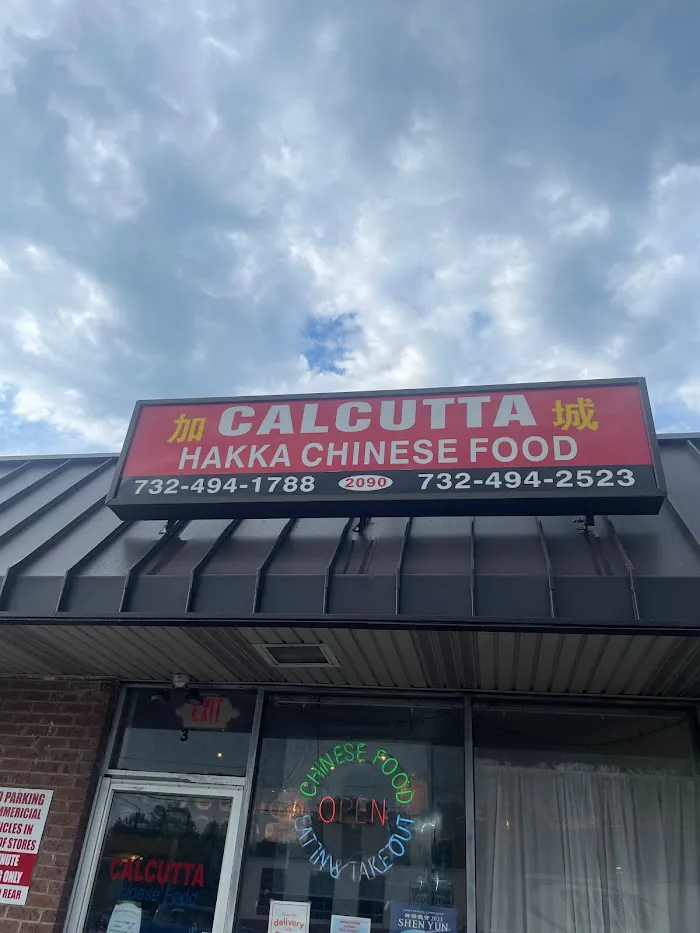 加 CALCUTTA 城
HAKKA CHINESE FOOD
732-494-1788 2090 732-494-2523
EXIT
3
CHINESE FOOD
OPEN
EAT IN & TAKE OUT
PARKING
IN
OF STORES
ONLY
REAR
CALCUTTA
Chinese Food
delivery
SHEN YUN